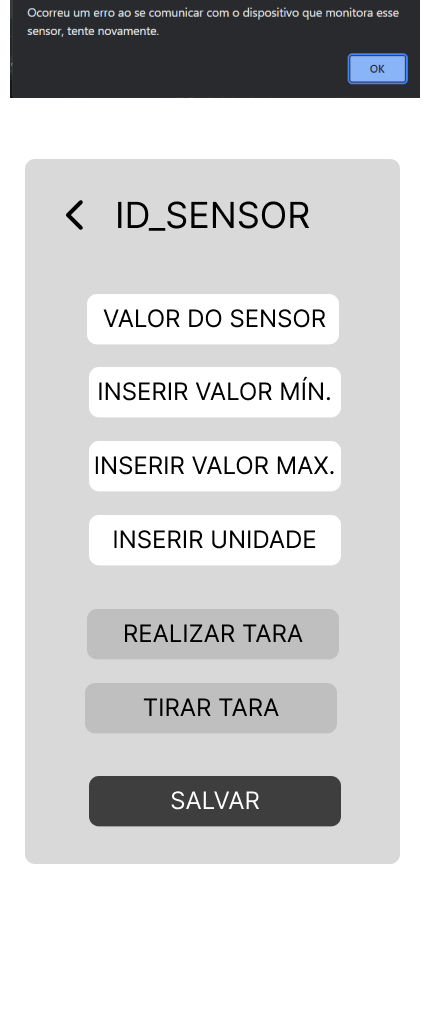 Ocorreu um erro ao se comunicar com o dispositivo que monitora esse
sensor, tente novamente.
OK
ID_SENSOR
VALOR DO SENSOR
INSERIR VALOR MÍN.
INSERIR VALOR MAX.
INSERIR UNIDADE
REALIZAR TARA
TIRAR TARA
SALVAR